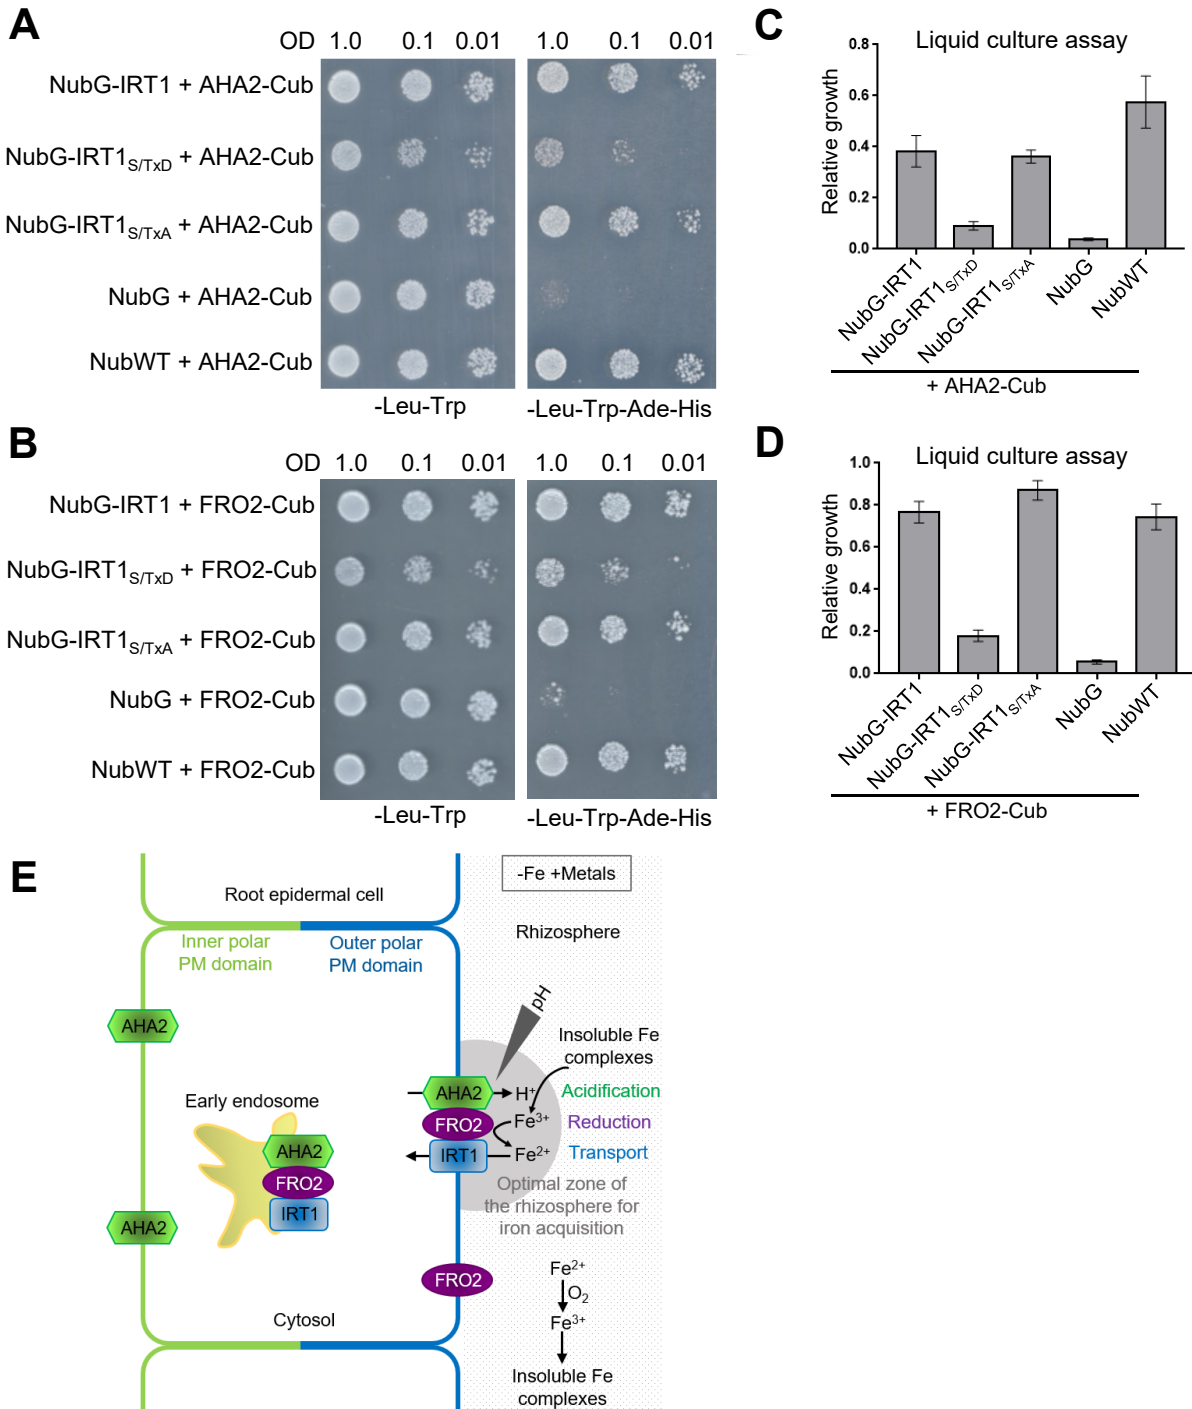 A
OD 1.0 0.1 0.01 1.0 0.1 0.01
NubG-IRT1 + AHA2-Cub
NubG-IRT1S/TxD + AHA2-Cub
NubG-IRT1S/TxA + AHA2-Cub
NubG + AHA2-Cub
NubWT + AHA2-Cub
-Leu-Trp
-Leu-Trp-Ade-His
C
Liquid culture assay
Relative growth
0.8
0.6
0.4
0.2
0.0
NubG-IRT1
NubG-IRT1S/TxD
NubG-IRT1S/TxA
NubG
NubWT
+ AHA2-Cub
B
OD 1.0 0.1 0.01 1.0 0.1 0.01
NubG-IRT1 + FRO2-Cub
NubG-IRT1S/TxD + FRO2-Cub
NubG-IRT1S/TxA + FRO2-Cub
NubG + FRO2-Cub
NubWT + FRO2-Cub
-Leu-Trp
-Leu-Trp-Ade-His
D
Liquid culture assay
Relative growth
1.0
0.8
0.6
0.4
0.2
0.0
NubG-IRT1
NubG-IRT1S/TxD
NubG-IRT1S/TxA
NubG
NubWT
+ FRO2-Cub
E
-Fe +Metals
Root epidermal cell
Rhizosphere
Inner polar
PM domain
Outer polar
PM domain
AHA2
pH
Insoluble Fe
complexes
AHA2
H⁺
Acidification
FRO2
Fe³⁺
Reduction
IRT1
Fe²⁺
Transport
Optimal zone of
the rhizosphere for
iron acquisition
Early endosome
AHA2
FRO2
IRT1
AHA2
FRO2
Fe²⁺
O₂
Fe³⁺
Insoluble Fe
complexes
Cytosol